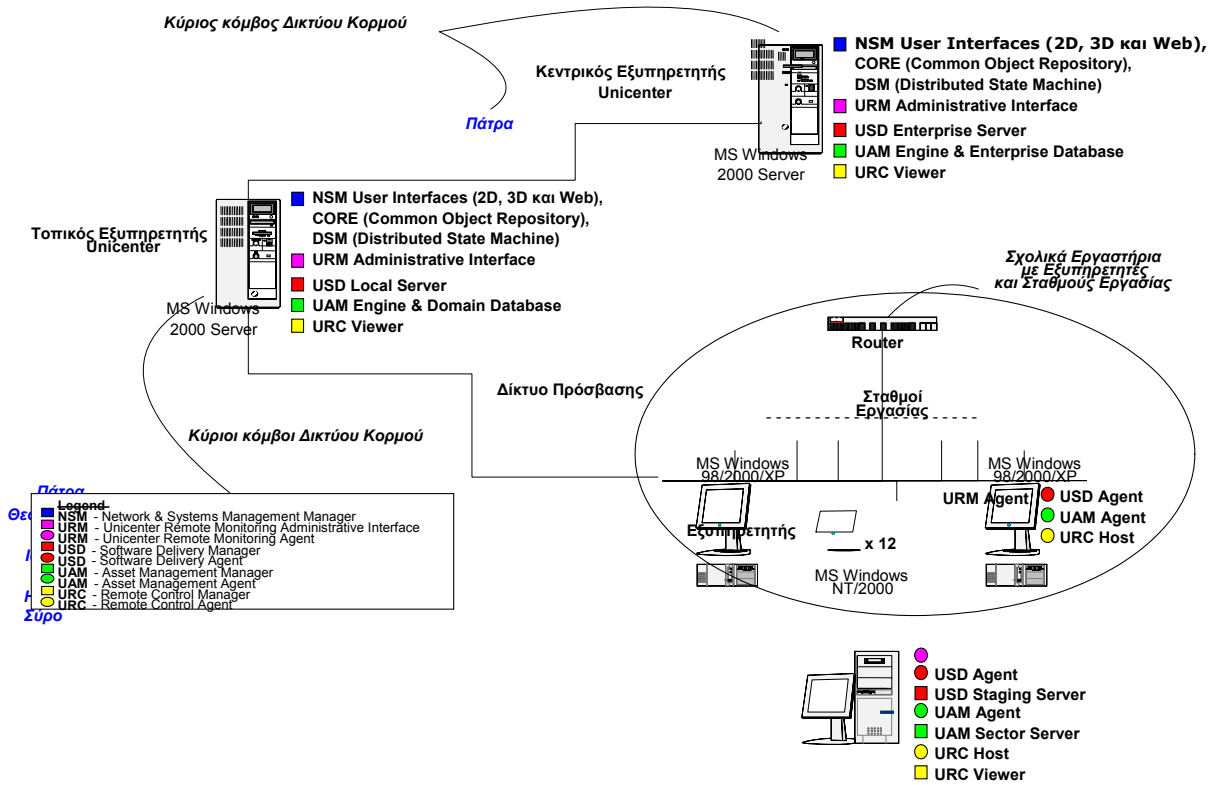 Κύριος κόμβος Δικτύου Κορμού
Κεντρικός Εξυπηρετητής
Unicenter
Πάτρα
MS Windows
2000 Server
NSM User Interfaces (2D, 3D και Web),
CORE (Common Object Repository),
DSM (Distributed State Machine)
URM Administrative Interface
USD Enterprise Server
UAM Engine & Enterprise Database
URC Viewer
Τοπικός Εξυπηρετητής
Unicenter
MS Windows
2000 Server
NSM User Interfaces (2D, 3D και Web),
CORE (Common Object Repository),
DSM (Distributed State Machine)
URM Administrative Interface
USD Local Server
UAM Engine & Domain Database
URC Viewer
Σχολικά Εργαστήρια
με Εξυπηρετητές
και Σταθμούς Εργασίας
Router
Δίκτυο Πρόσβασης
Σταθμοί
Εργασίας
Κύριοι κόμβοι Δικτύου Κορμού
MS Windows
98/2000/XP
MS Windows
98/2000/XP
URM Agent
USD Agent
UAM Agent
URC Host
Εξυπηρετητής
x 12
MS Windows
NT/2000
Πάτρα
Σύρο
Legend
NSM - Network & Systems Management Manager
URM - Unicenter Remote Monitoring Administrative Interface
URM - Unicenter Remote Monitoring Agent
USD - Software Delivery Manager
USD - Software Delivery Agent
UAM - Asset Management Manager
UAM - Asset Management Agent
URC - Remote Control Manager
URC - Remote Control Agent
USD Agent
USD Staging Server
UAM Agent
UAM Sector Server
URC Host
URC Viewer